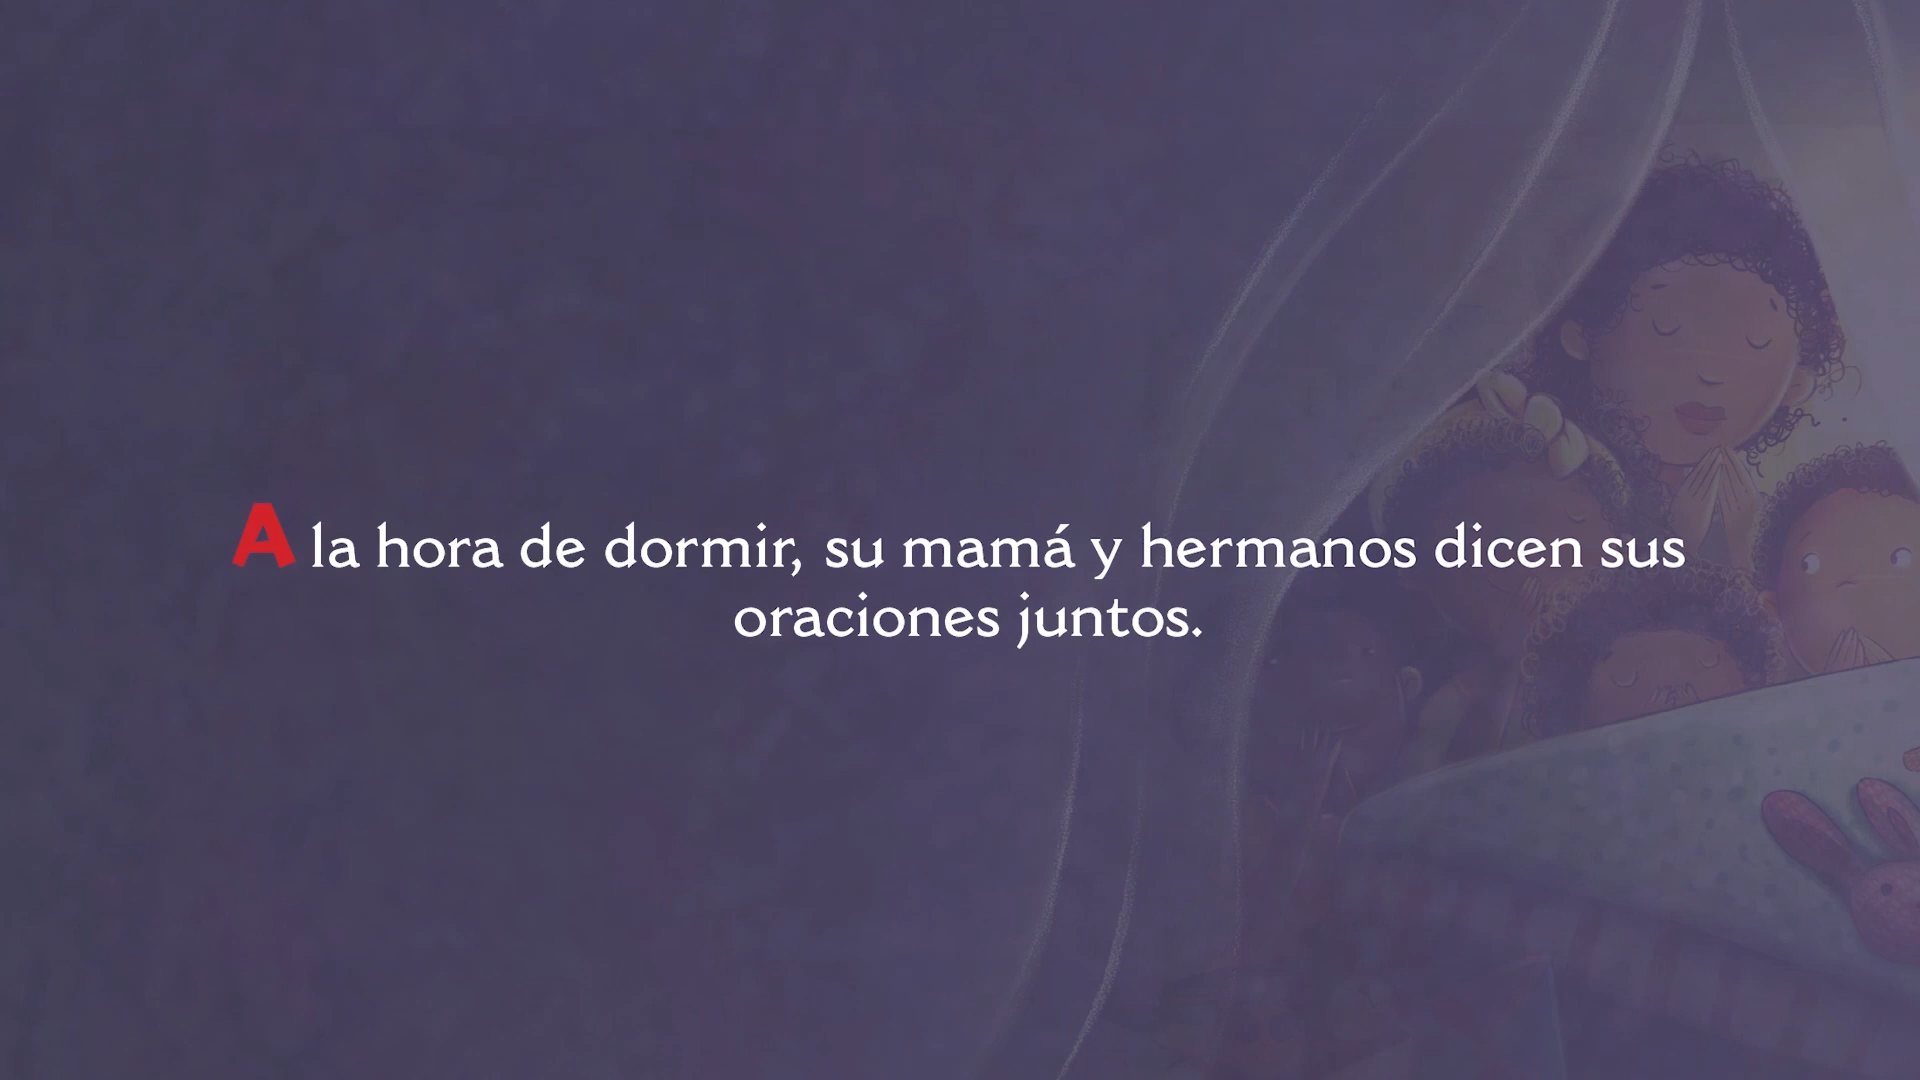 A la hora de dormir, su mamá y hermanos dicen sus
oraciones juntos.